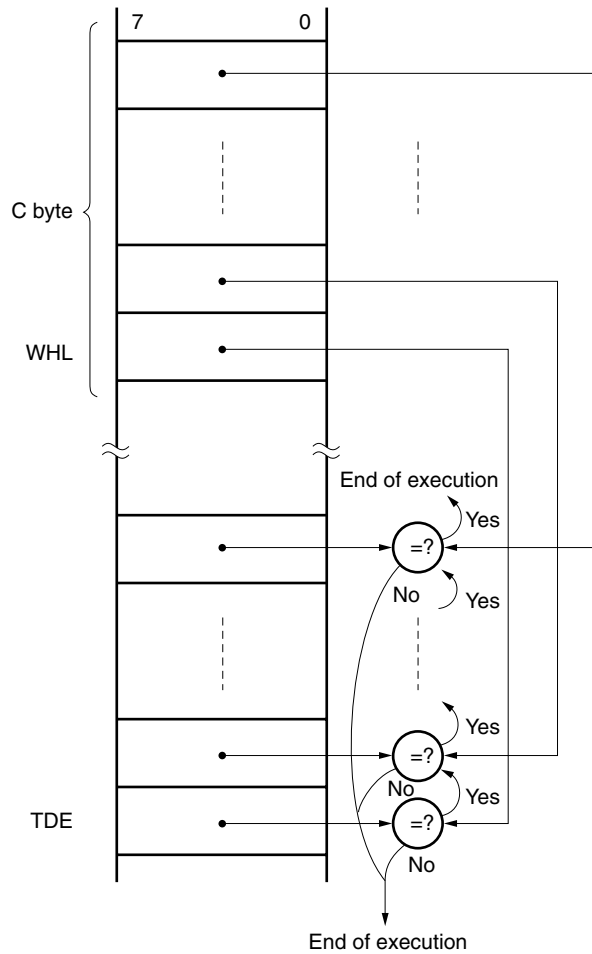 7 0
C byte
WHL
End of execution
Yes
=?
No
Yes
Yes
=?
No
Yes
TDE
=?
No
End of execution